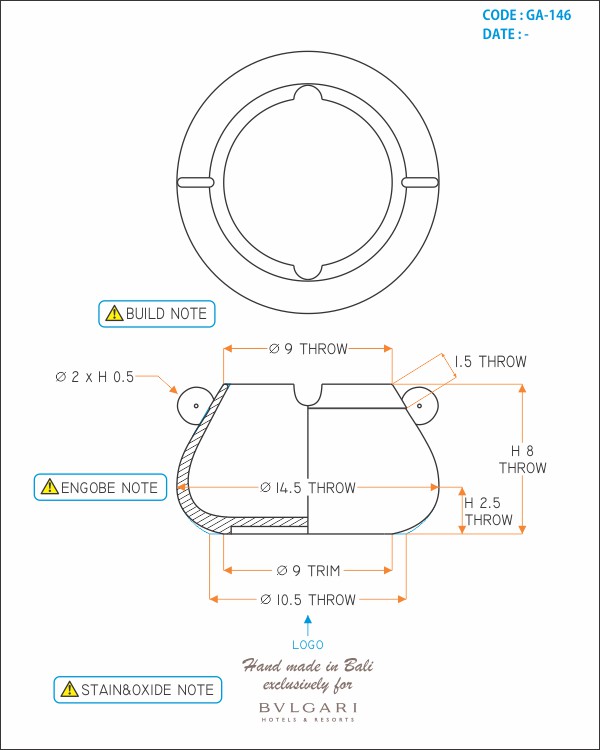 CODE : GA-146
DATE : -
BUILD NOTE
∅ 9 THROW
1.5 THROW
∅ 2 x H 0.5
H 8
THROW
ENGOBE NOTE
∅ 14.5 THROW
H 2.5
THROW
∅ 9 TRIM
∅ 10.5 THROW
LOGO
Hand made in Bali
exclusively for
STAIN&OXIDE NOTE
BVLGARI
HOTELS & RESORTS